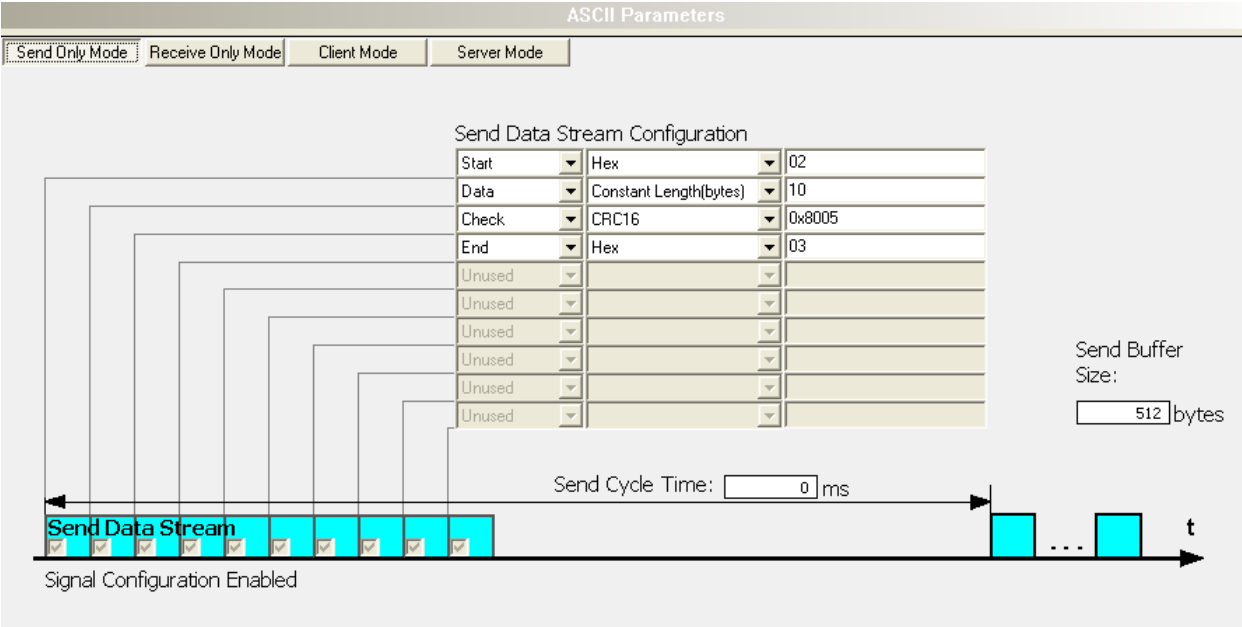 ASCII Parameters
Send Only Mode Receive Only Mode Client Mode Server Mode
Send Data Stream Configuration
Start Hex 02
Data Constant Length(bytes) 10
Check CRC16 0x8005
End Hex 03
Unused
Unused
Unused
Unused
Unused
Unused
Send Buffer
Size:
512 bytes
Send Cycle Time: 0 ms
Send Data Stream
t
...
Signal Configuration Enabled